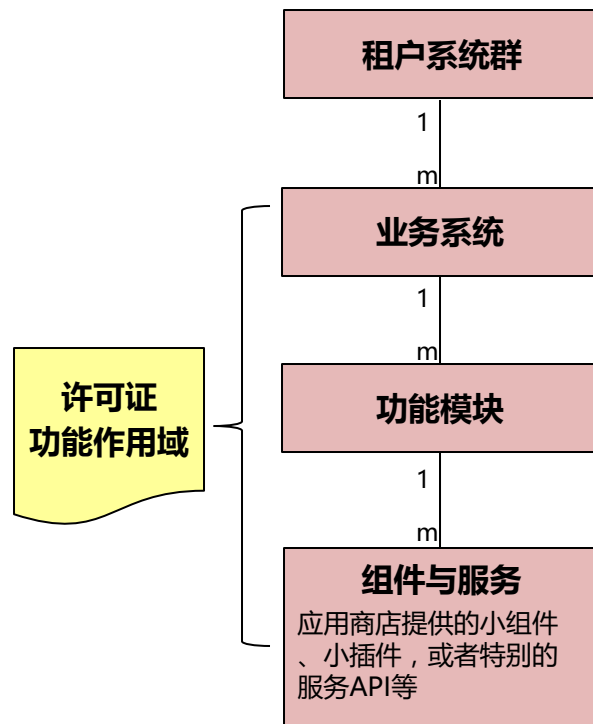 租户系统群
1
m
业务系统
1
m
许可证
功能作用域
功能模块
1
m
组件与服务
应用商店提供的小组件
、小插件，或者特别的
服务API等